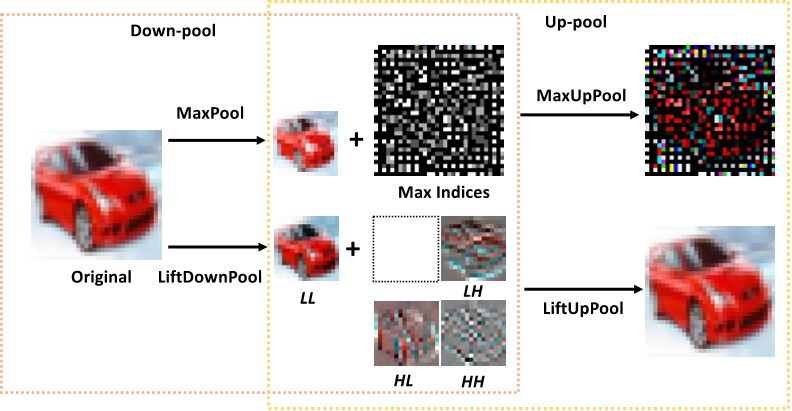 Down-pool
Up-pool
MaxPool
MaxUpPool
+
Max Indices
Original
LiftDownPool
+
LL
LH
LiftUpPool
HL
HH